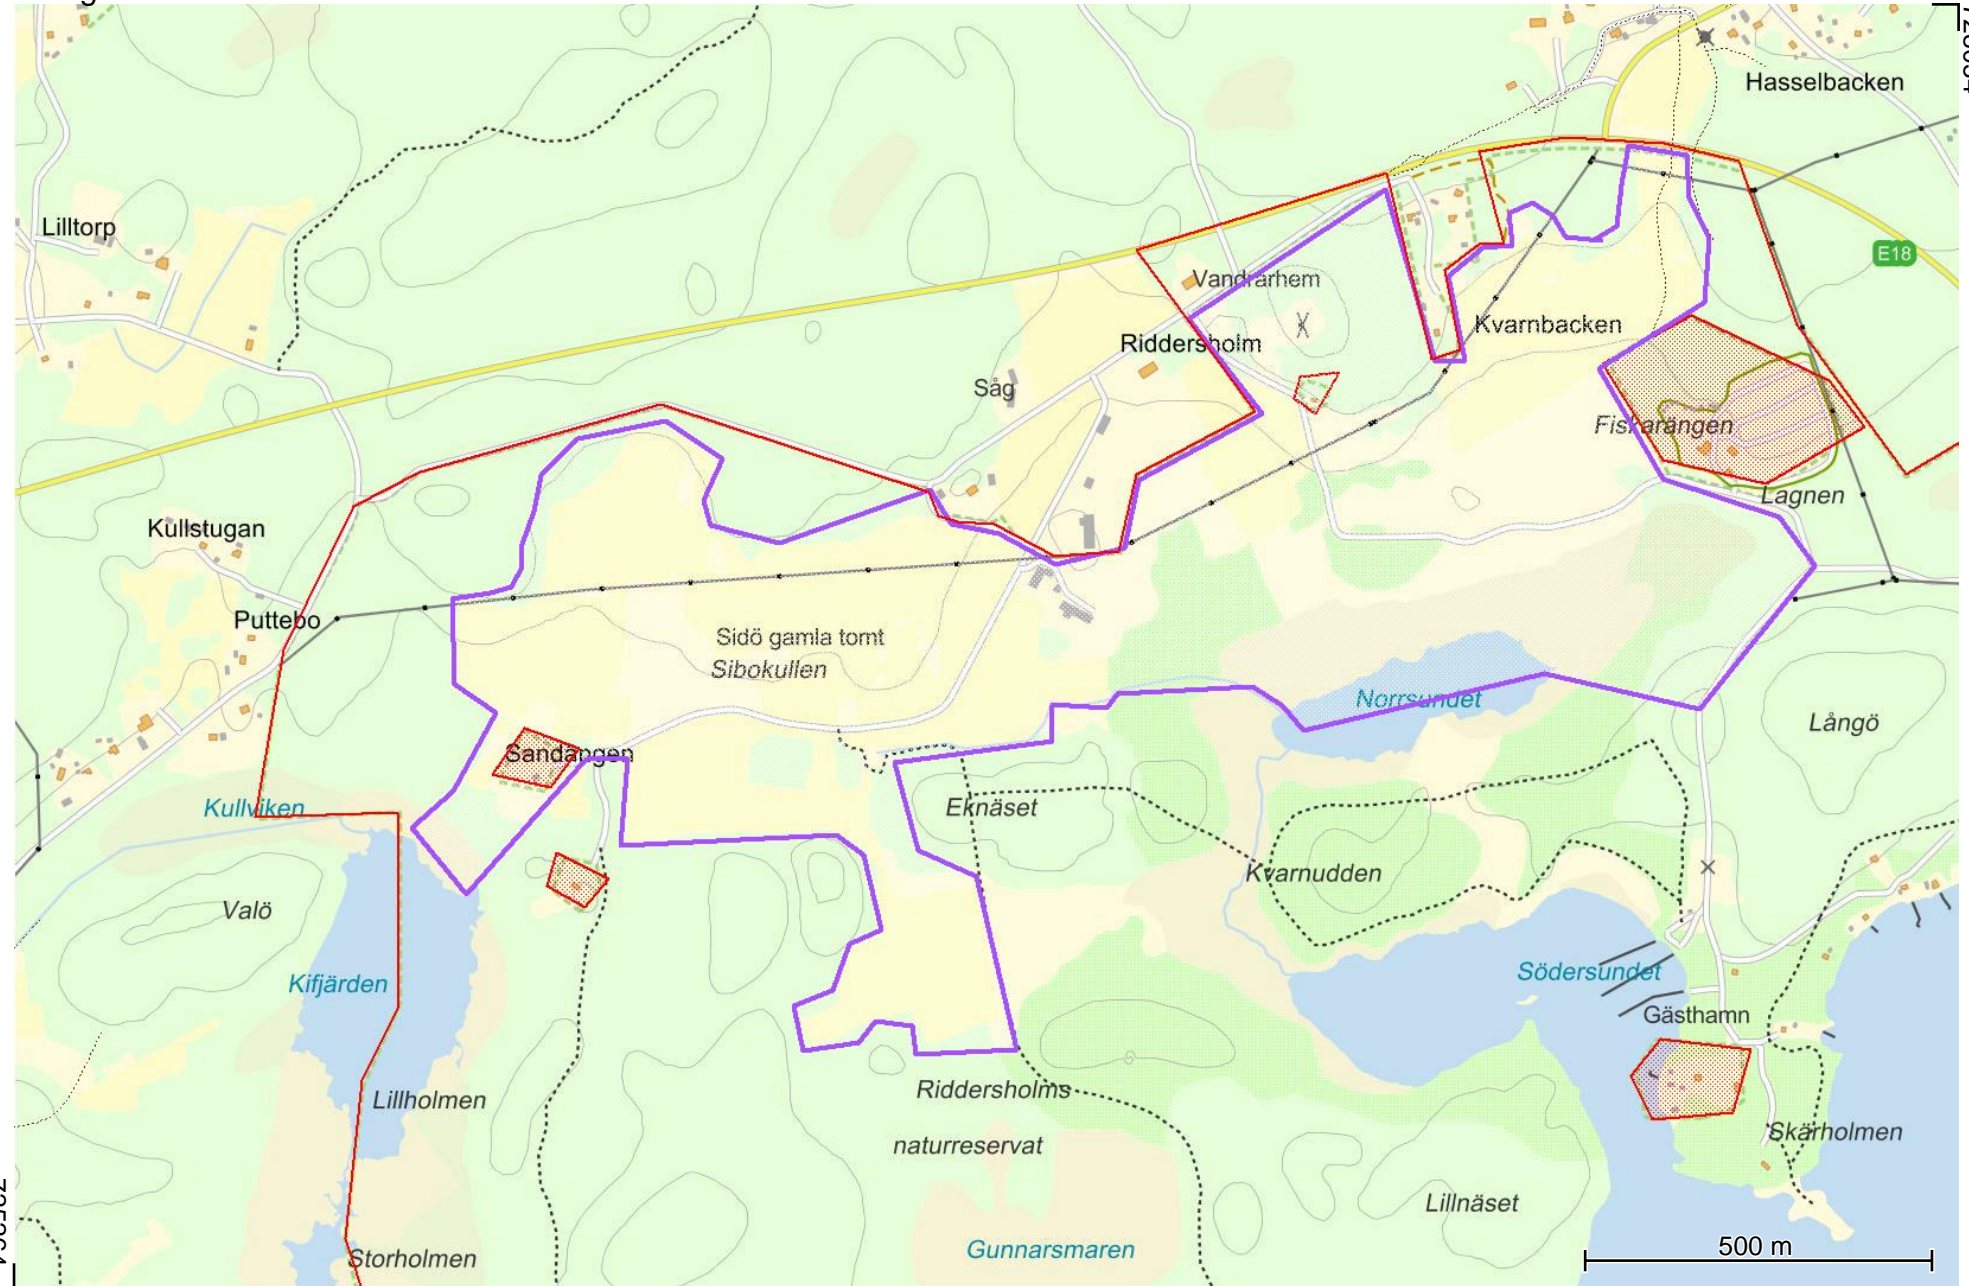 Hasselbacken
Lilltorp
E18
Vandrarhem
Kvarnbacken
Riddersholm
Såg
Fiskarängen
Lagnen
Kullstugan
Puttebo
Sidö gamla tomt
Sibokullen
Norrsundet
Långö
Sandängen
Kullviken
Eknäset
Kvarnudden
Valö
Kifjärden
Södersundet
Gästhamn
Lillholmen
Riddersholms
naturreservat
Skärholmen
Lillnäset
Gunnarsmaren
500 m
Storholmen